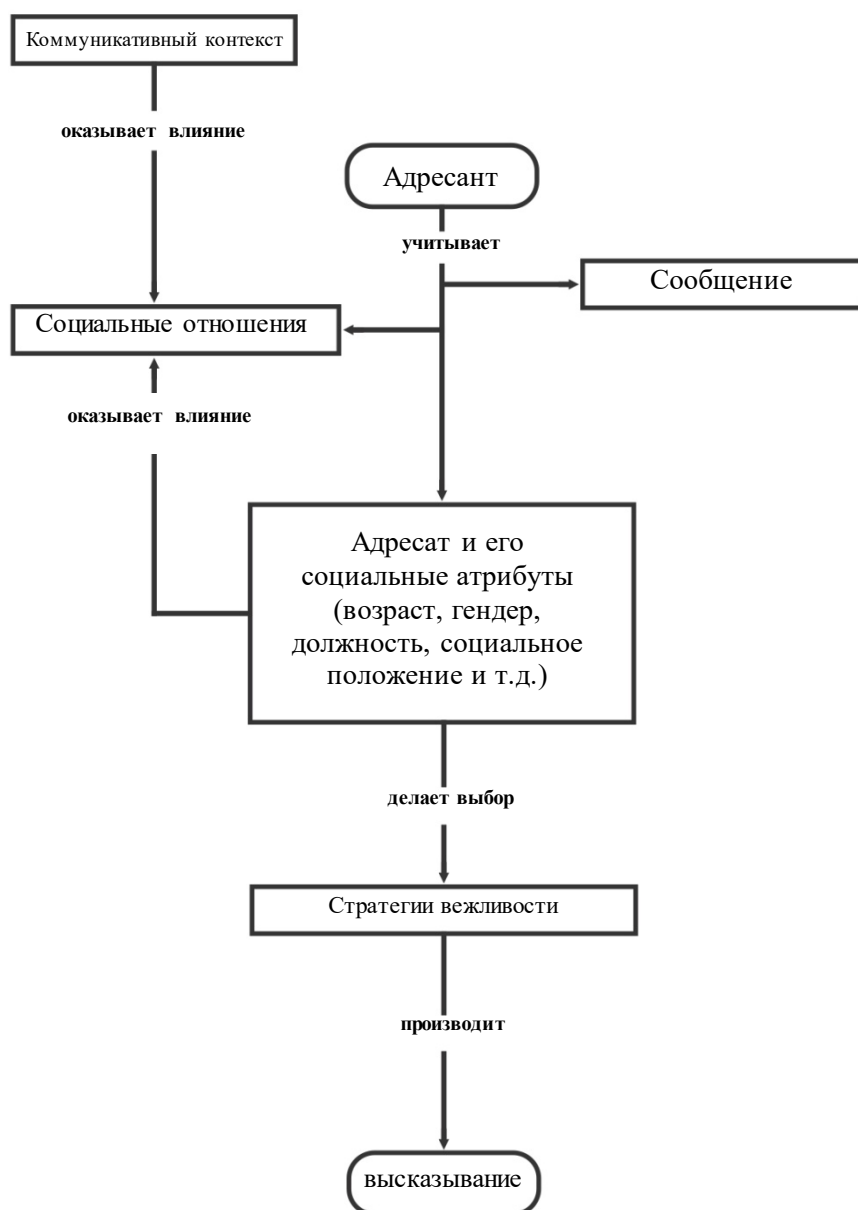 Коммуникативный контекст
оказывает влияние
Адресант
учитывает
Сообщение
Социальные отношения
оказывает влияние
Адресат и его
социальные атрибуты
(возраст, гендер,
должность, социальное
положение и т.д.)
делает выбор
Стратегии вежливости
производит
высказывание